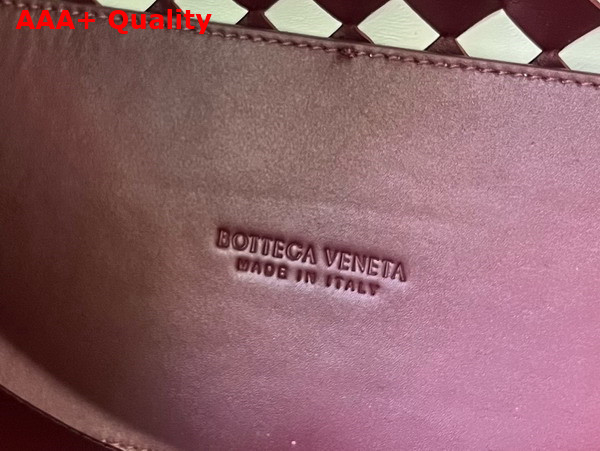 AAA+ Quality
BOTTEGA VENETA
MADE IN ITALY